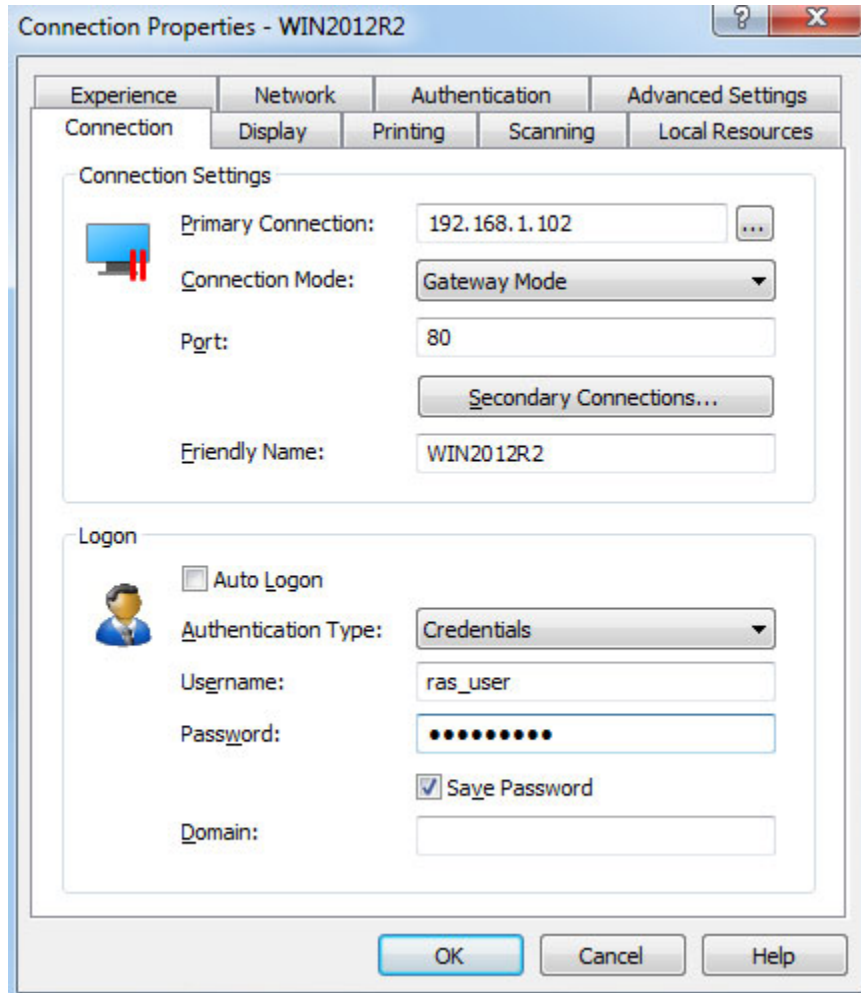 Connection Properties - WIN2012R2
?
X
Experience Network Authentication Advanced Settings
Connection Display Printing Scanning Local Resources
Connection Settings
Primary Connection: 192.168.1.102 ...
Connection Mode: Gateway Mode
Port: 80
Secondary Connections...
Friendly Name: WIN2012R2
Logon
Auto Logon
Authentication Type: Credentials
Username: ras_user
Password: •••••••••
Save Password
Domain:
OK Cancel Help